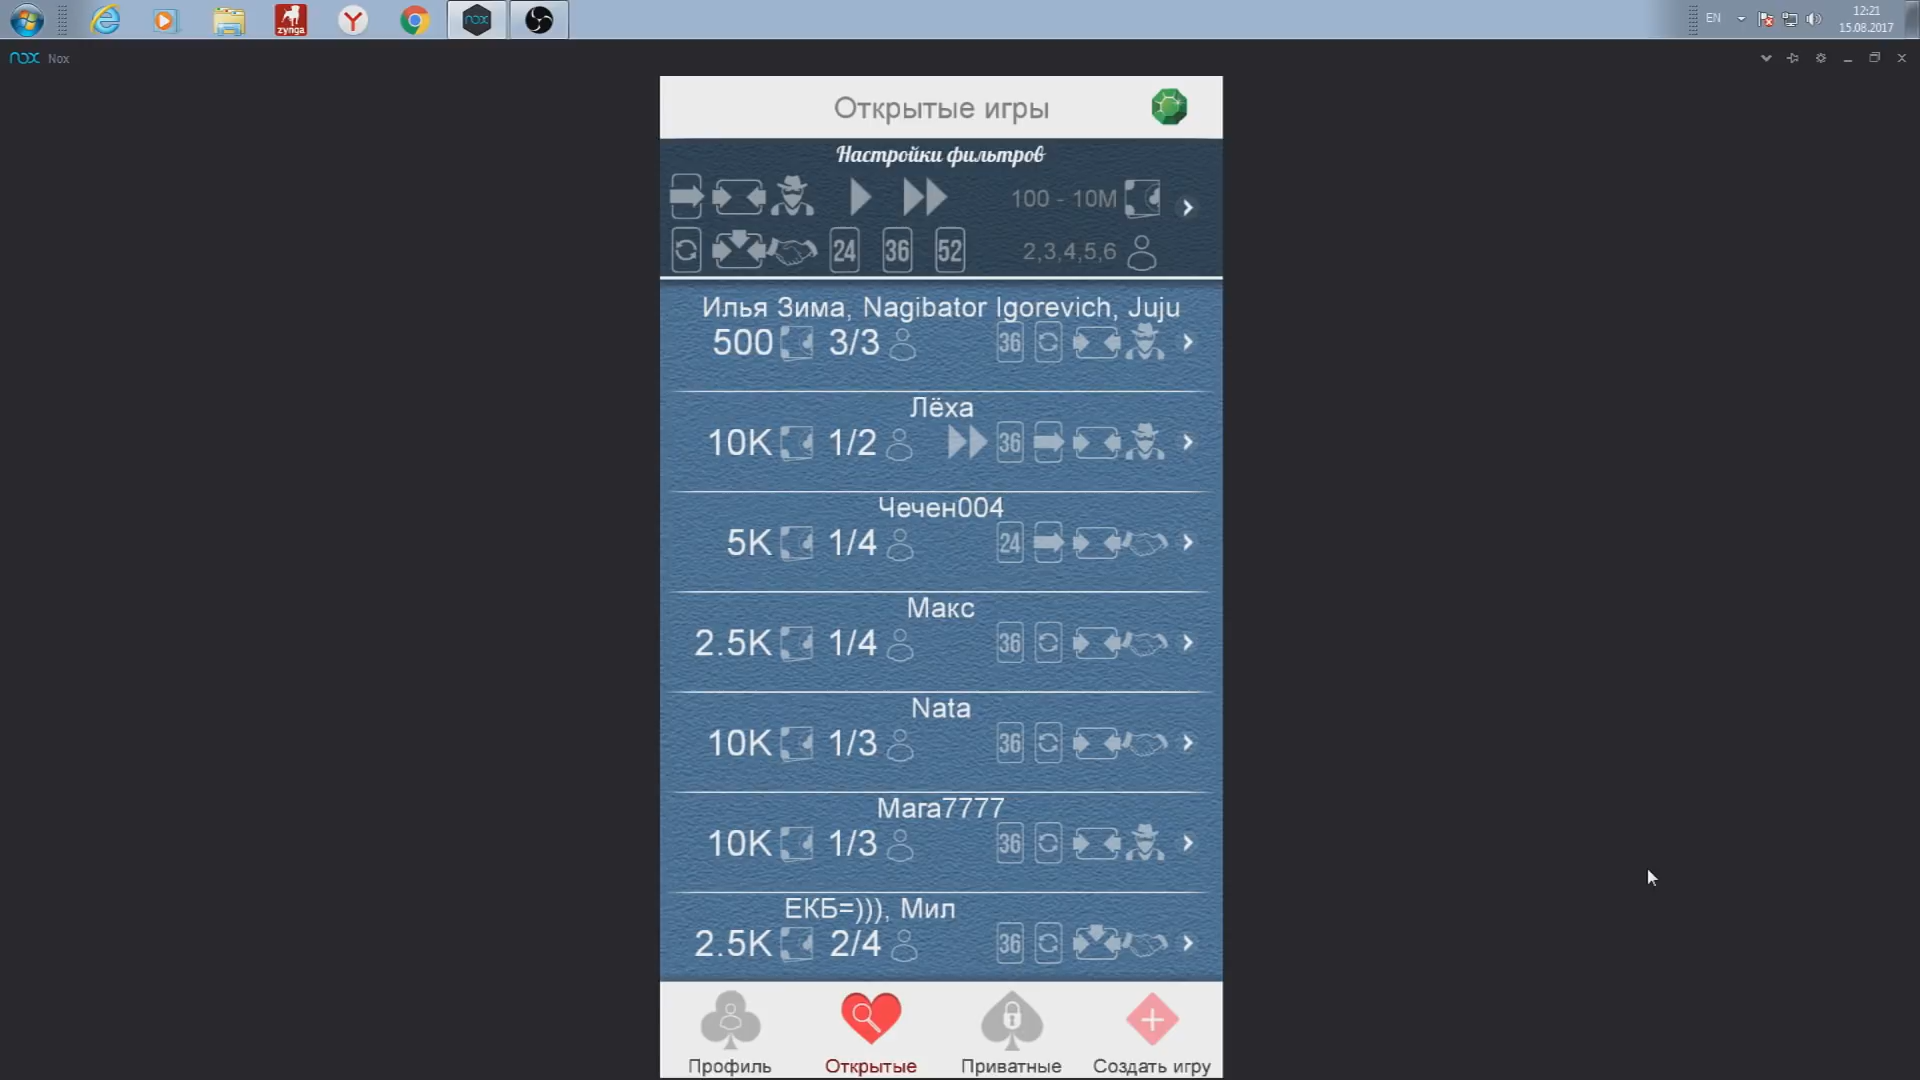 zynga
Y
nox
EN
12:21
15.08.2017
nox Nox
Открытые игры
Настройки фильтров
100 - 10M
24 36 52 2,3,4,5,6
Илья Зима, Nagibator Igorevich, Juju
500 3/3 36
Лёха
10K 1/2 36
Чечен004
5K 1/4 24
Макс
2.5K 1/4 36
Nata
10K 1/3 36
Мага7777
10K 1/3 36
ЕКБ=))), Мил
2.5K 2/4 36
Профиль Открытые Приватные Создать игру